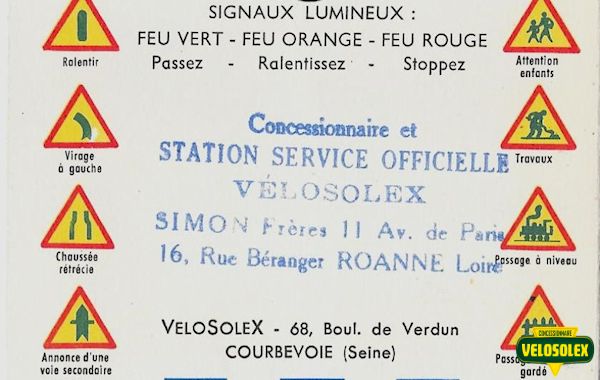 SIGNAUX LUMINEUX :
FEU VERT - FEU ORANGE - FEU ROUGE
Passez - Ralentissez - Stoppez
Ralentir
Attention
enfants
Concessionnaire et
STATION SERVICE OFFICIELLE
VÉLOSOLEX
SIMON Frères 11 Av. de Paris
16, Rue Béranger ROANNE Loire
Virage
à gauche
Travaux
Chaussée
rétrécie
Passage à niveau
VELOSOLEX - 68, Boul. de Verdun
COURBEVOIE (Seine)
Annonce d'une
voie secondaire
gardé
CONCESSIONNAIRE
VELOSOLEX